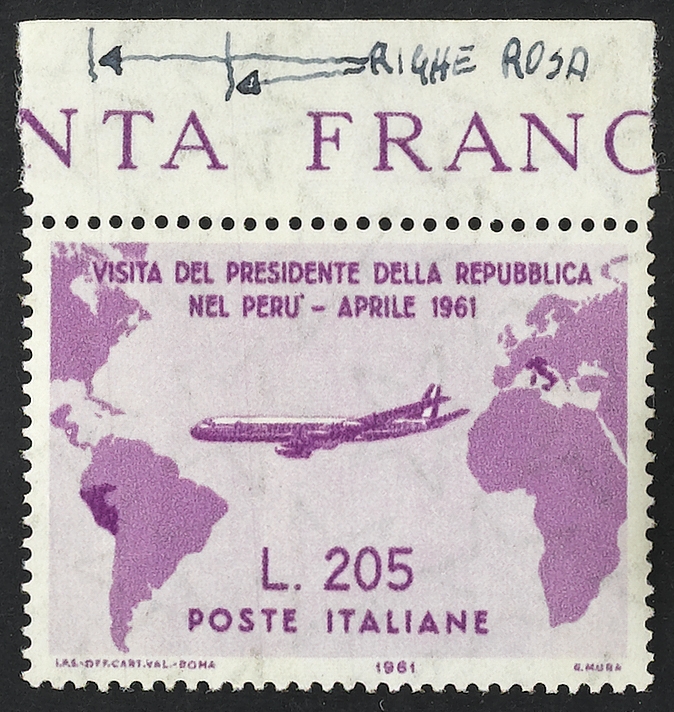 RIGHE ROSA
NTA FRANC
VISITA DEL PRESIDENTE DELLA REPUBBLICA
NEL PERU' - APRILE 1961
L. 205
POSTE ITALIANE
I.P.S.-OFF.CART.VAL.-ROMA 1961 R.MURA